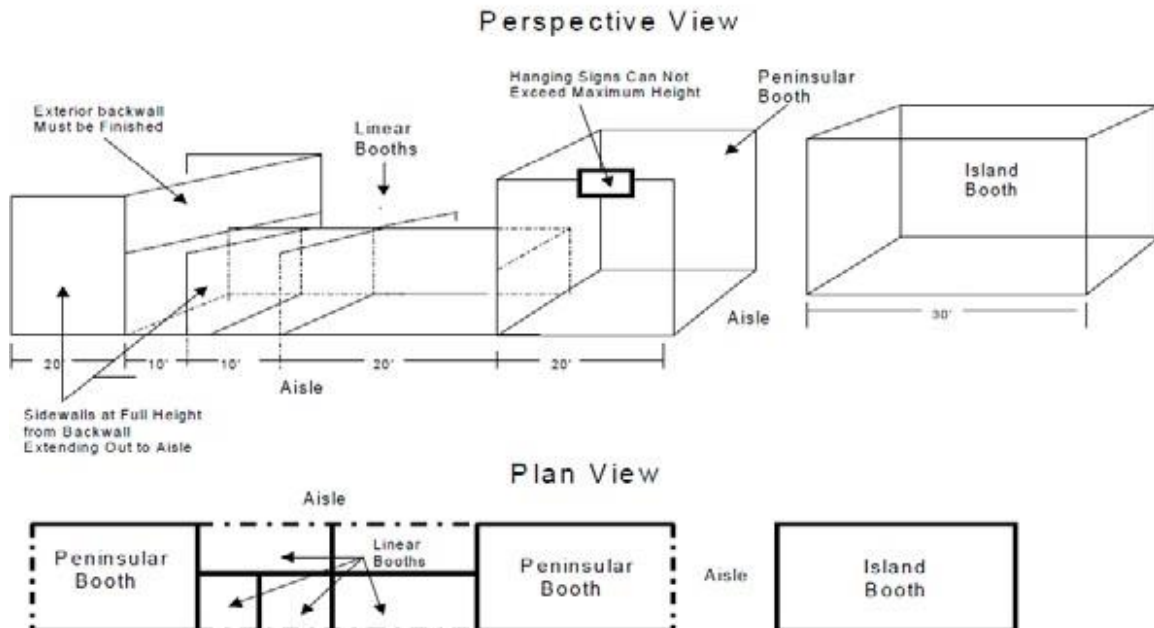 Perspective View
Hanging Signs Can Not
Exceed Maximum Height
Peninsular
Booth
Exterior backwall
Must be Finished
Linear
Booths
Island
Booth
Aisle
30'
20'
10'
10'
20'
20'
Aisle
Sidewalls at Full Height
from Backwall
Extending Out to Aisle
Plan View
Aisle
Peninsular
Booth
Linear
Booths
Peninsular
Booth
Aisle
Island
Booth